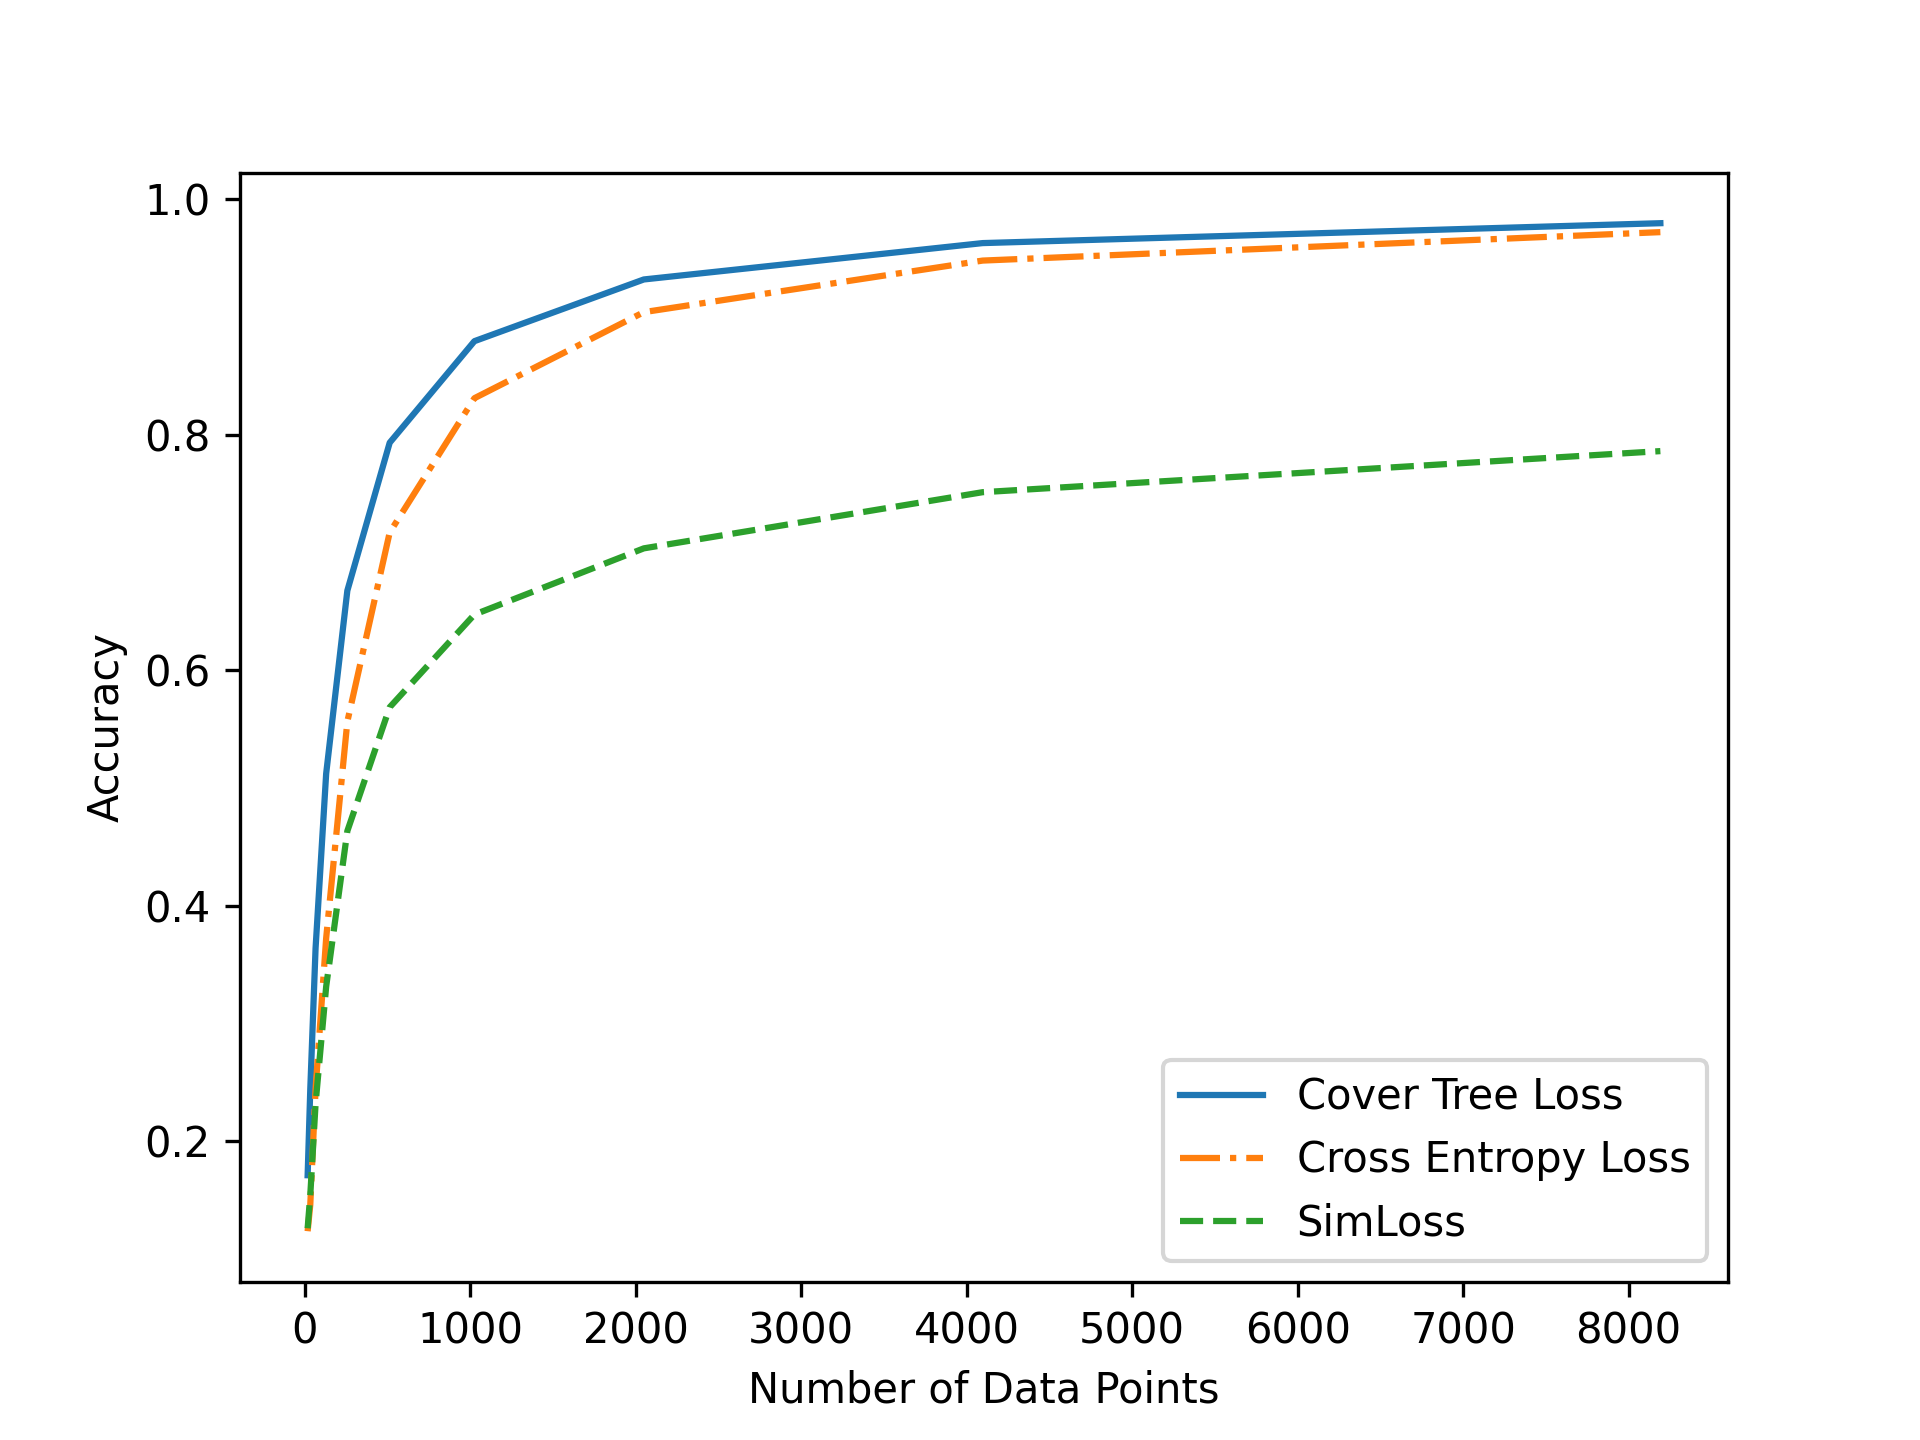 1.0
0.8
0.6
0.4
0.2
Accuracy
0 1000 2000 3000 4000 5000 6000 7000 8000
Number of Data Points
Cover Tree Loss
Cross Entropy Loss
SimLoss